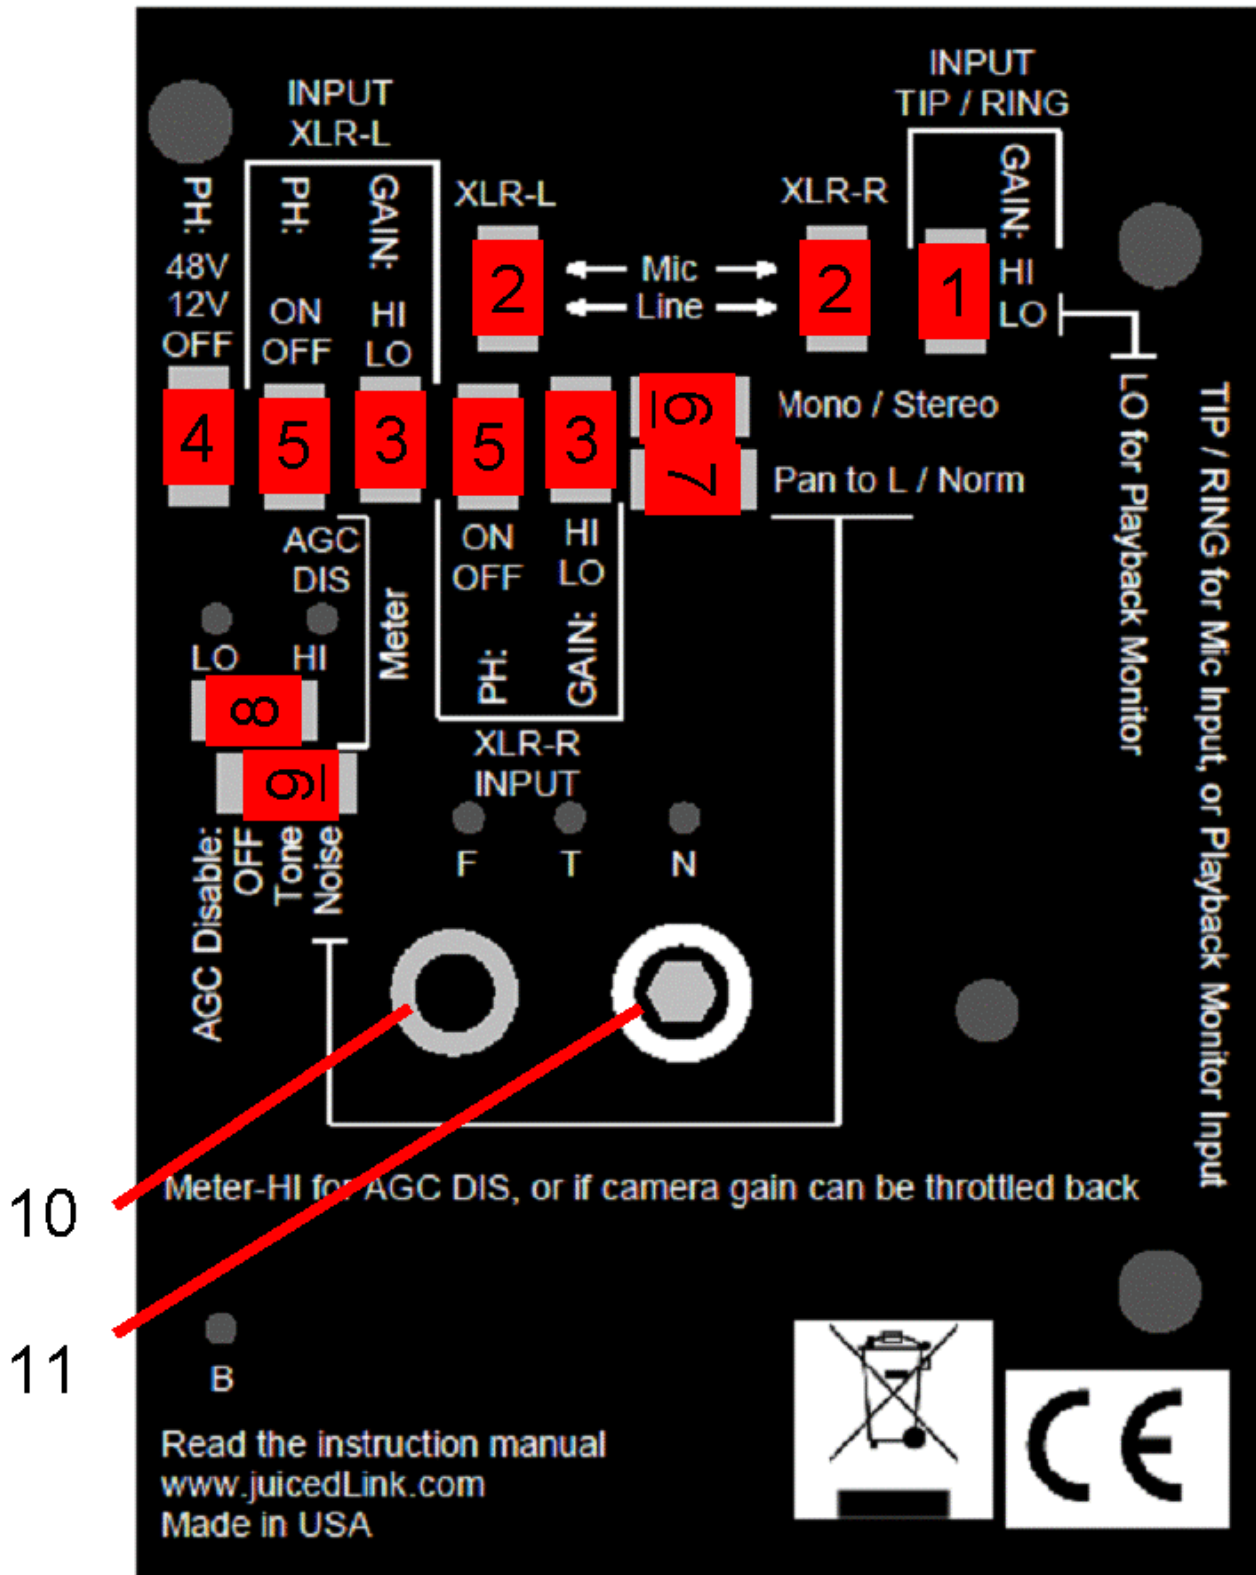 INPUT
TIP / RING
INPUT
XLR-L
GAIN:
HI
LO
PH:
48V
12V
OFF
PH:
ON
OFF
GAIN:
HI
LO
XLR-L
XLR-R
2
Mic
Line
2
1
4
5
3
5
3
6
Mono / Stereo
7
Pan to L / Norm
LO for Playback Monitor
TIP / RING for Mic Input, or Playback Monitor Input
AGC
DIS
Meter
LO
HI
8
9
ON
OFF
PH:
HI
LO
GAIN:
XLR-R
INPUT
AGC Disable:
OFF
Tone
Noise
F
T
N
10
Meter-HI for AGC DIS, or if camera gain can be throttled back
11
B
Read the instruction manual
www.juicedLink.com
Made in USA
CE